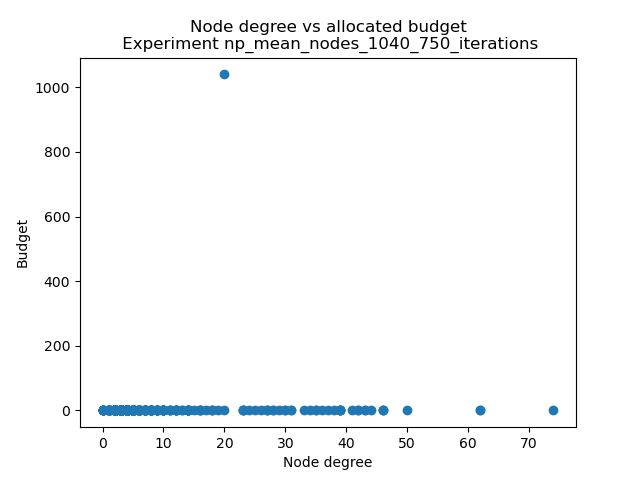 Node degree vs allocated budget
Experiment np_mean_nodes_1040_750_iterations
1000
800
600
400
200
0
Budget
0 10 20 30 40 50 60 70
Node degree